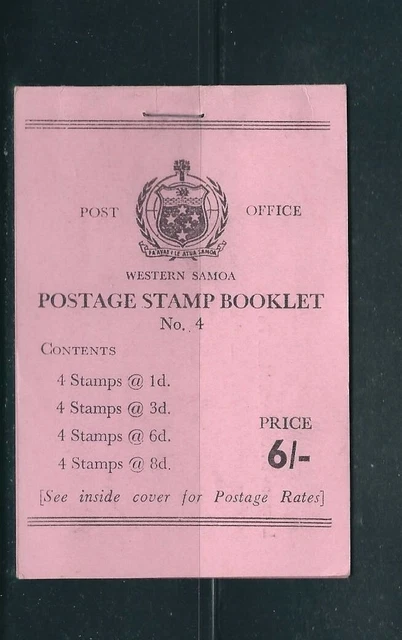 POST OFFICE
FA'AVAE I LE ATUA SAMOA
WESTERN SAMOA
POSTAGE STAMP BOOKLET
No. 4
CONTENTS
4 Stamps @ 1d.
4 Stamps @ 3d.
4 Stamps @ 6d.
4 Stamps @ 8d.
PRICE
6/-
[See inside cover for Postage Rates]